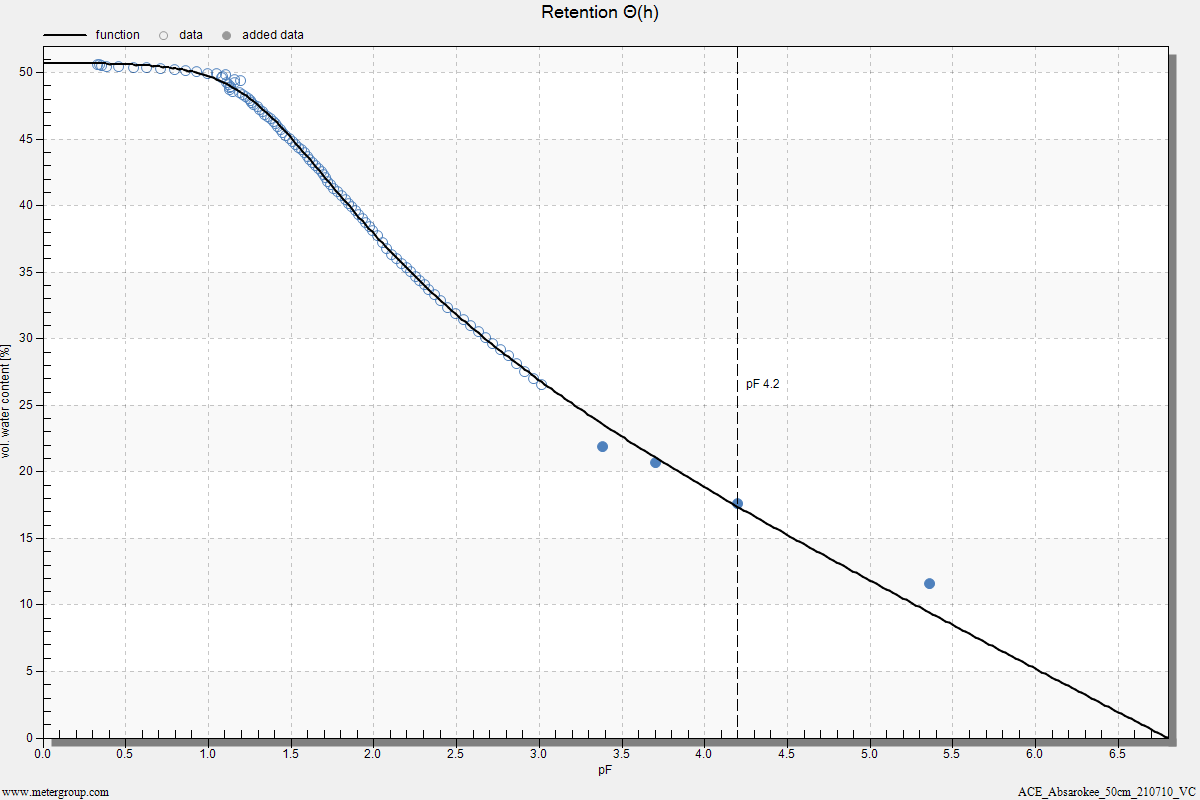 Retention Θ(h)
function data added data
50
45
40
35
30
25
20
15
10
5
0
vol. water content [%]
pF 4.2
0.0 0.5 1.0 1.5 2.0 2.5 3.0 3.5 4.0 4.5 5.0 5.5 6.0 6.5
pF
www.metergroup.com ACE_Absarokee_50cm_210710_VC